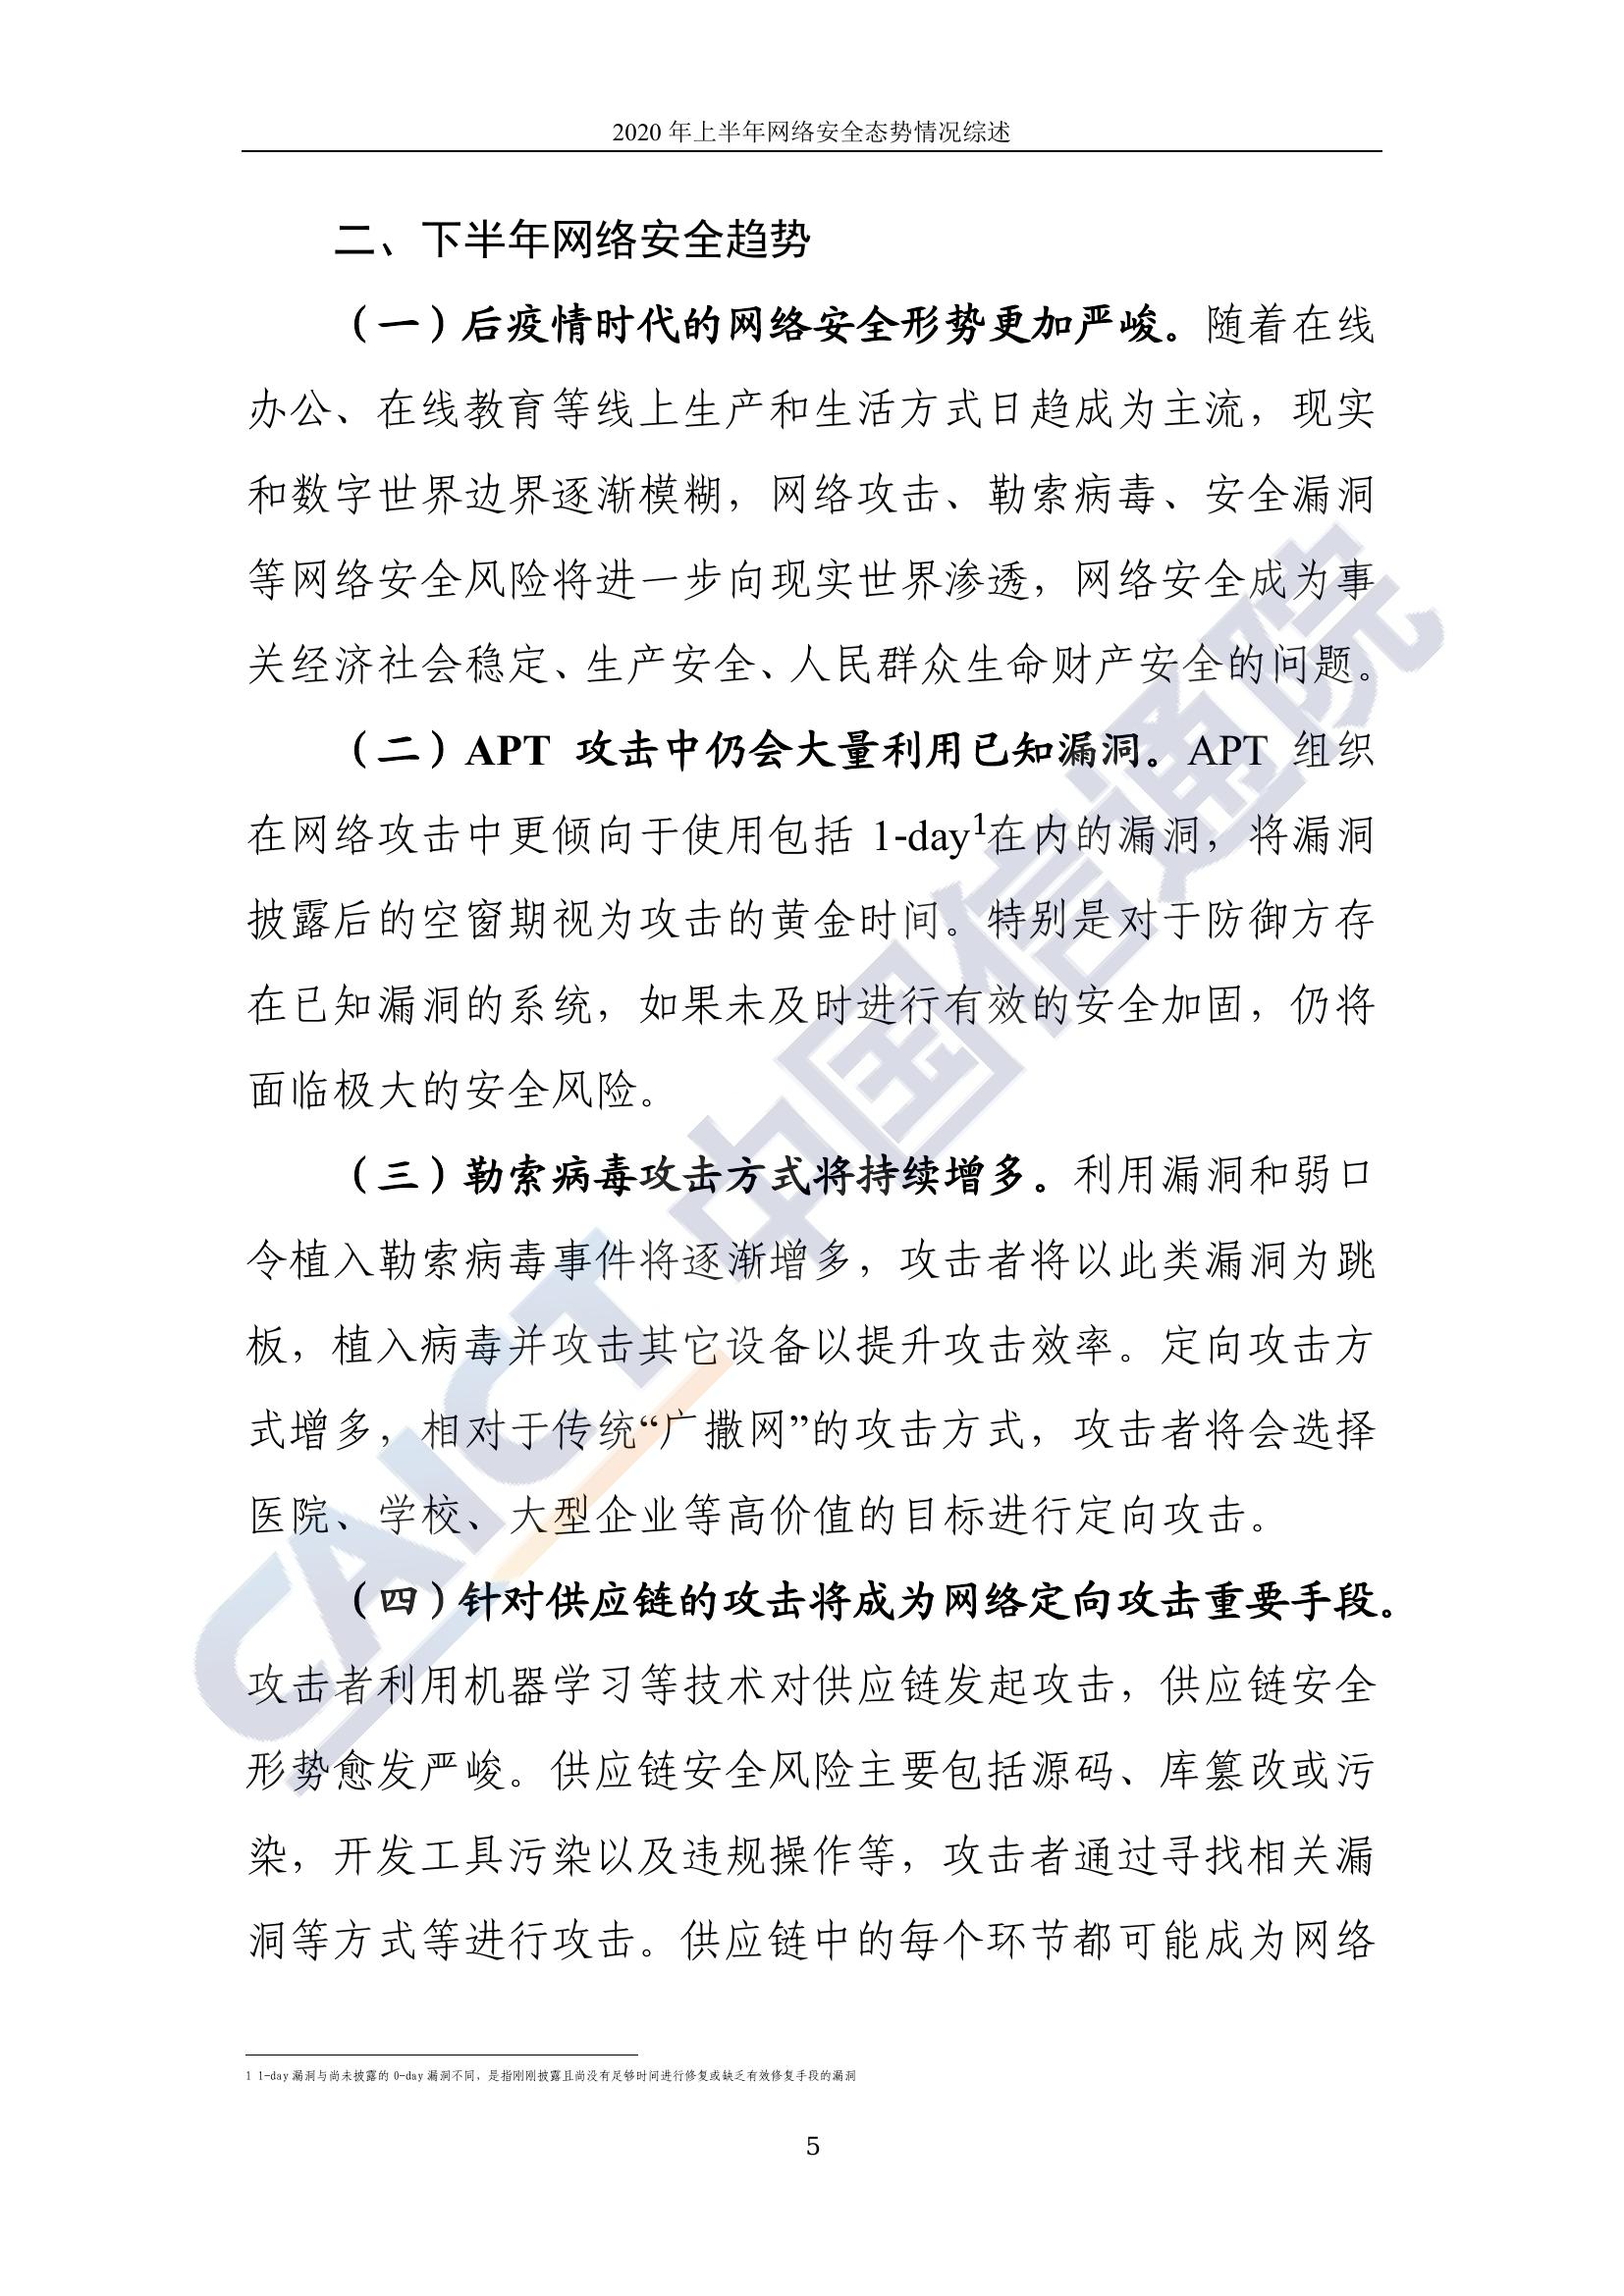 2020 年上半年网络安全态势情况综述
二、下半年网络安全趋势
（一）后疫情时代的网络安全形势更加严峻。随着在线
办公、在线教育等线上生产和生活方式日趋成为主流，现实
和数字世界边界逐渐模糊，网络攻击、勒索病毒、安全漏洞
等网络安全风险将进一步向现实世界渗透，网络安全成为事
关经济社会稳定、生产安全、人民群众生命财产安全的问题。
（二）APT 攻击中仍会大量利用已知漏洞。APT 组织
在网络攻击中更倾向于使用包括 1-day¹在内的漏洞，将漏洞
披露后的空窗期视为攻击的黄金时间。特别是对于防御方存
在已知漏洞的系统，如果未及时进行有效的安全加固，仍将
面临极大的安全风险。
（三）勒索病毒攻击方式将持续增多。利用漏洞和弱口
令植入勒索病毒事件将逐渐增多，攻击者将以此类漏洞为跳
板，植入病毒并攻击其它设备以提升攻击效率。定向攻击方
式增多，相对于传统“广撒网”的攻击方式，攻击者将会选择
医院、学校、大型企业等高价值的目标进行定向攻击。
（四）针对供应链的攻击将成为网络定向攻击重要手段。
攻击者利用机器学习等技术对供应链发起攻击，供应链安全
形势愈发严峻。供应链安全风险主要包括源码、库篡改或污
染，开发工具污染以及违规操作等，攻击者通过寻找相关漏
洞等方式等进行攻击。供应链中的每个环节都可能成为网络
1 1-day 漏洞与尚未披露的 0-day 漏洞不同，是指刚刚披露且尚没有足够时间进行修复或缺乏有效修复手段的漏洞
5
CAICT 中国信通院